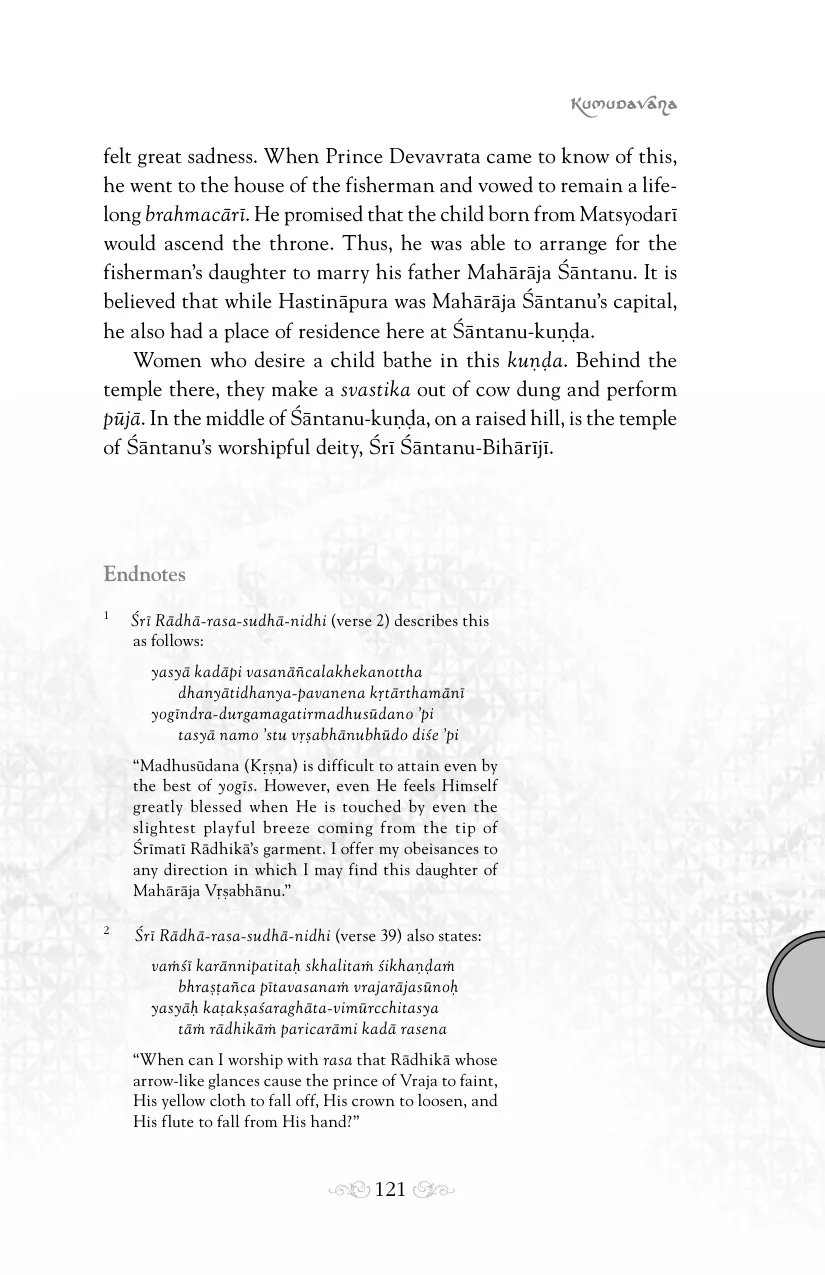 Kumudavana
felt great sadness. When Prince Devavrata came to know of this,
he went to the house of the fisherman and vowed to remain a life-
long brahmacārī. He promised that the child born from Matsyodarī
would ascend the throne. Thus, he was able to arrange for the
fisherman’s daughter to marry his father Mahārāja Śāntanu. It is
believed that while Hastināpura was Mahārāja Śāntanu’s capital,
he also had a place of residence here at Śāntanu-kuṇḍa.
Women who desire a child bathe in this kuṇḍa. Behind the
temple there, they make a svastika out of cow dung and perform
pūjā. In the middle of Śāntanu-kuṇḍa, on a raised hill, is the temple
of Śāntanu’s worshipful deity, Śrī Śāntanu-Bihārījī.
Endnotes
1 Śrī Rādhā-rasa-sudhā-nidhi (verse 2) describes this
as follows:
yasyā kadāpi vasanāñcalakhekanottha
dhanyātidhanya-pavanena kṛtārthamānī
yogīndra-durgamagatirmadhusūdano ’pi
tasyā namo ’stu vṛṣabhānubhūdo diśe ’pi
“Madhusūdana (Kṛṣṇa) is difficult to attain even by
the best of yogīs. However, even He feels Himself
greatly blessed when He is touched by even the
slightest playful breeze coming from the tip of
Śrīmatī Rādhikā’s garment. I offer my obeisances to
any direction in which I may find this daughter of
Mahārāja Vṛṣabhānu.”
2 Śrī Rādhā-rasa-sudhā-nidhi (verse 39) also states:
vaṁśī karānnipatitaḥ skhalitaṁ śikhaṇḍaṁ
bhraṣṭañca pītavasanaṁ vrajarājasūnoḥ
yasyāḥ kaṭakṣaśaraghāta-vimūrcchitasya
tāṁ rādhikāṁ paricarāmi kadā rasena
“When can I worship with rasa that Rādhikā whose
arrow-like glances cause the prince of Vraja to faint,
His yellow cloth to fall off, His crown to loosen, and
His flute to fall from His hand?”
121